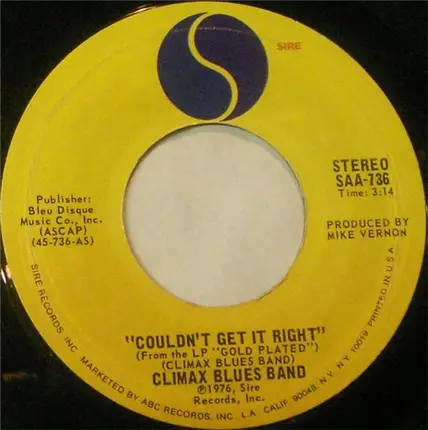 SIRE
STEREO
SAA-736
Time: 3:14
Publisher:
Bleu Disque
Music Co., Inc.
(ASCAP)
(45-736-AS)
PRODUCED BY
MIKE VERNON
"COULDN'T GET IT RIGHT"
(From the LP "GOLD PLATED")
(CLIMAX BLUES BAND)
CLIMAX BLUES BAND
℗1976, Sire
Records, Inc.
SIRE RECORDS, INC. MARKETED BY ABC RECORDS, INC. L.A. CALIF. 90048, N.Y., N.Y. 10019 PRINTED IN U.S.A.